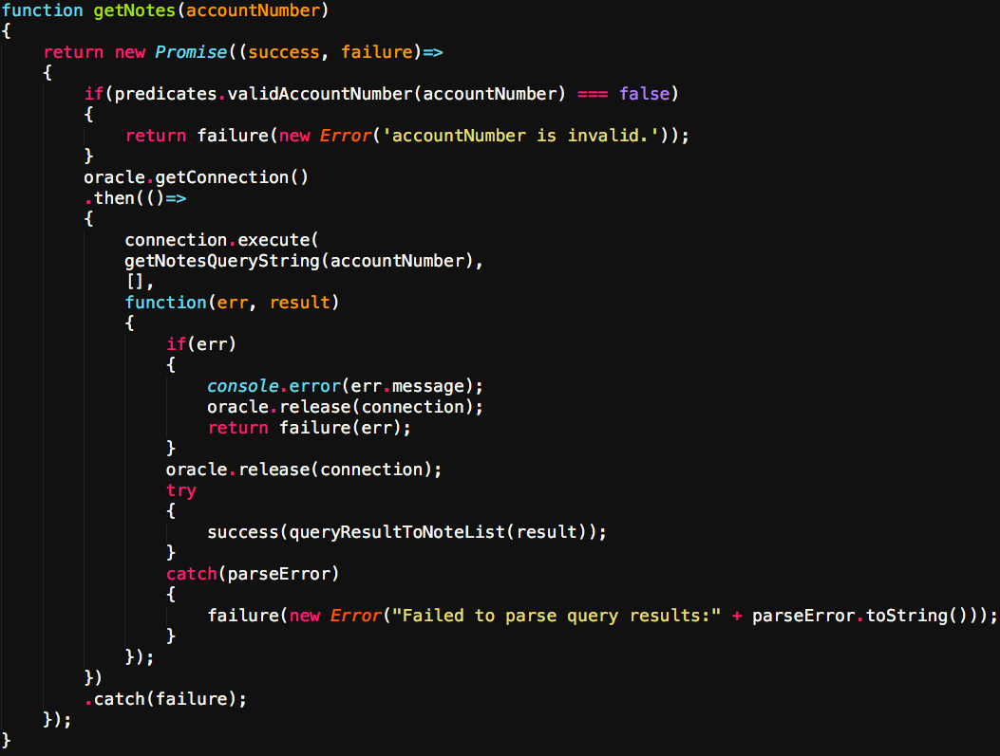 function getNotes(accountNumber)
{
    return new Promise((success, failure)=>
    {
        if(predicates.validAccountNumber(accountNumber) === false)
        {
            return failure(new Error('accountNumber is invalid.'));
        }
        oracle.getConnection()
        .then(()=>
        {
            connection.execute(
            getNotesQueryString(accountNumber),
            [],
            function(err, result)
            {
                if(err)
                {
                    console.error(err.message);
                    oracle.release(connection);
                    return failure(err);
                }
                oracle.release(connection);
                try
                {
                    success(queryResultToNoteList(result));
                }
                catch(parseError)
                {
                    failure(new Error("Failed to parse query results:" + parseError.toString()));
                }
            });
        })
        .catch(failure);
    });
}